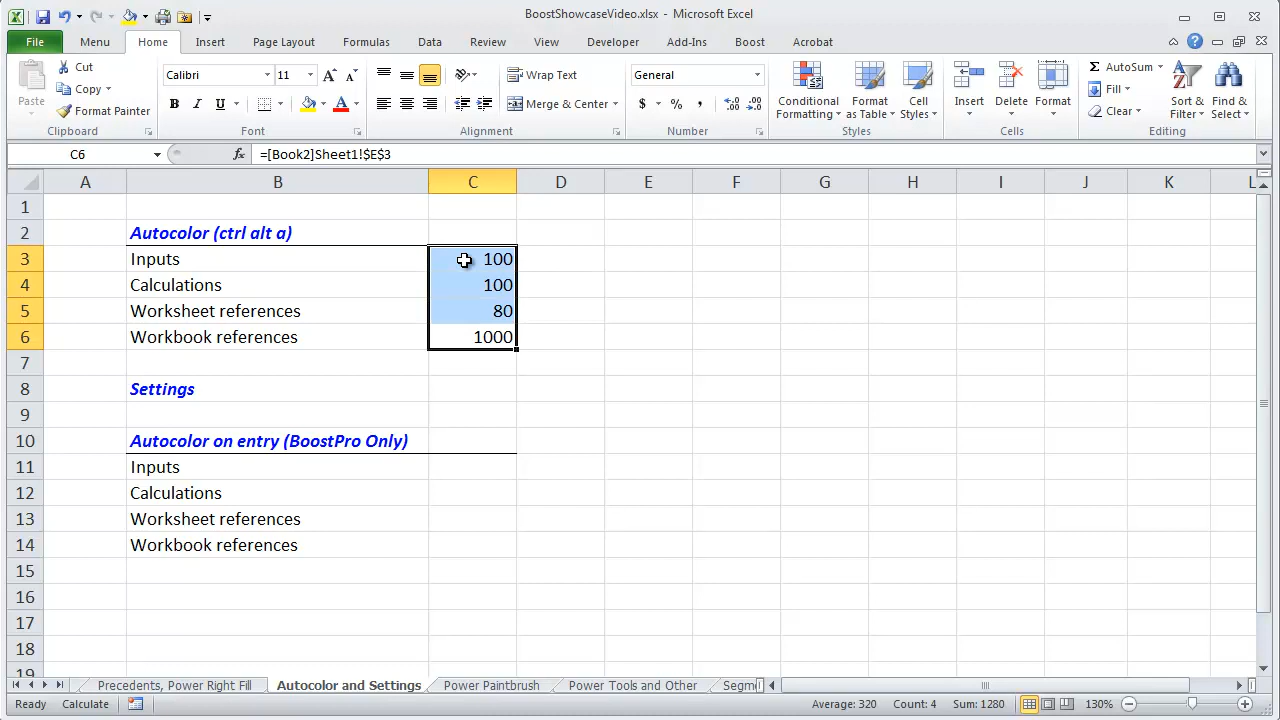 BoostShowcaseVideo.xlsx - Microsoft Excel
File Menu Home Insert Page Layout Formulas Data Review View Developer Add-Ins Boost Acrobat
Paste
Cut
Copy
Format Painter
Clipboard
Calibri 11
B I U
Font
Wrap Text
Merge & Center
Alignment
General
$ % ,
Number
Conditional Formatting
Format as Table
Cell Styles
Styles
Insert Delete Format
Cells
AutoSum
Fill
Clear
Sort & Filter
Find & Select
Editing
C6 fx =[Book2]Sheet1!$E$3
A B C D E F G H I J K L
1
2 Autocolor (ctrl alt a)
3 Inputs 100
4 Calculations 100
5 Worksheet references 80
6 Workbook references 1000
7
8 Settings
9
10 Autocolor on entry (BoostPro Only)
11 Inputs
12 Calculations
13 Worksheet references
14 Workbook references
15
16
17
18
19
Precedents, Power Right Fill Autocolor and Settings Power Paintbrush Power Tools and Other Segm
Ready Calculate Average: 320 Count: 4 Sum: 1280 130%